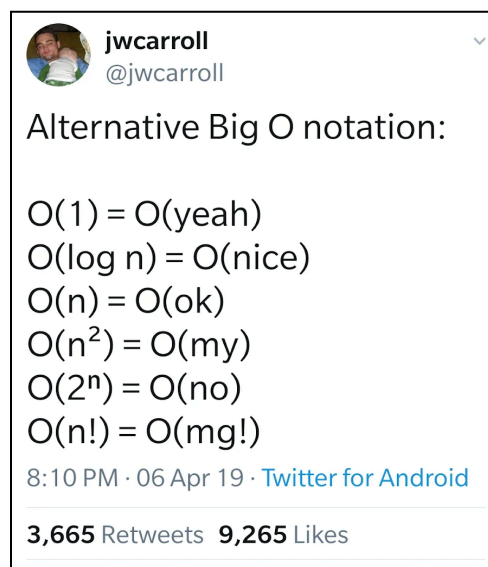 jwcarroll
@jwcarroll
Alternative Big O notation:
O(1) = O(yeah)
O(log n) = O(nice)
O(n) = O(ok)
O(n²) = O(my)
O(2ⁿ) = O(no)
O(n!) = O(mg!)
8:10 PM · 06 Apr 19 · Twitter for Android
3,665 Retweets 9,265 Likes